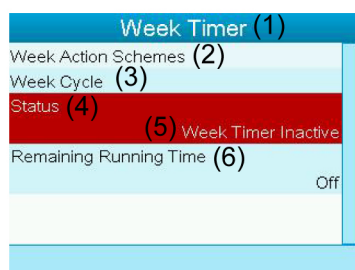 Week Timer (1)
Week Action Schemes (2)
Week Cycle (3)
Status (4)
(5) Week Timer Inactive
Remaining Running Time (6)
Off